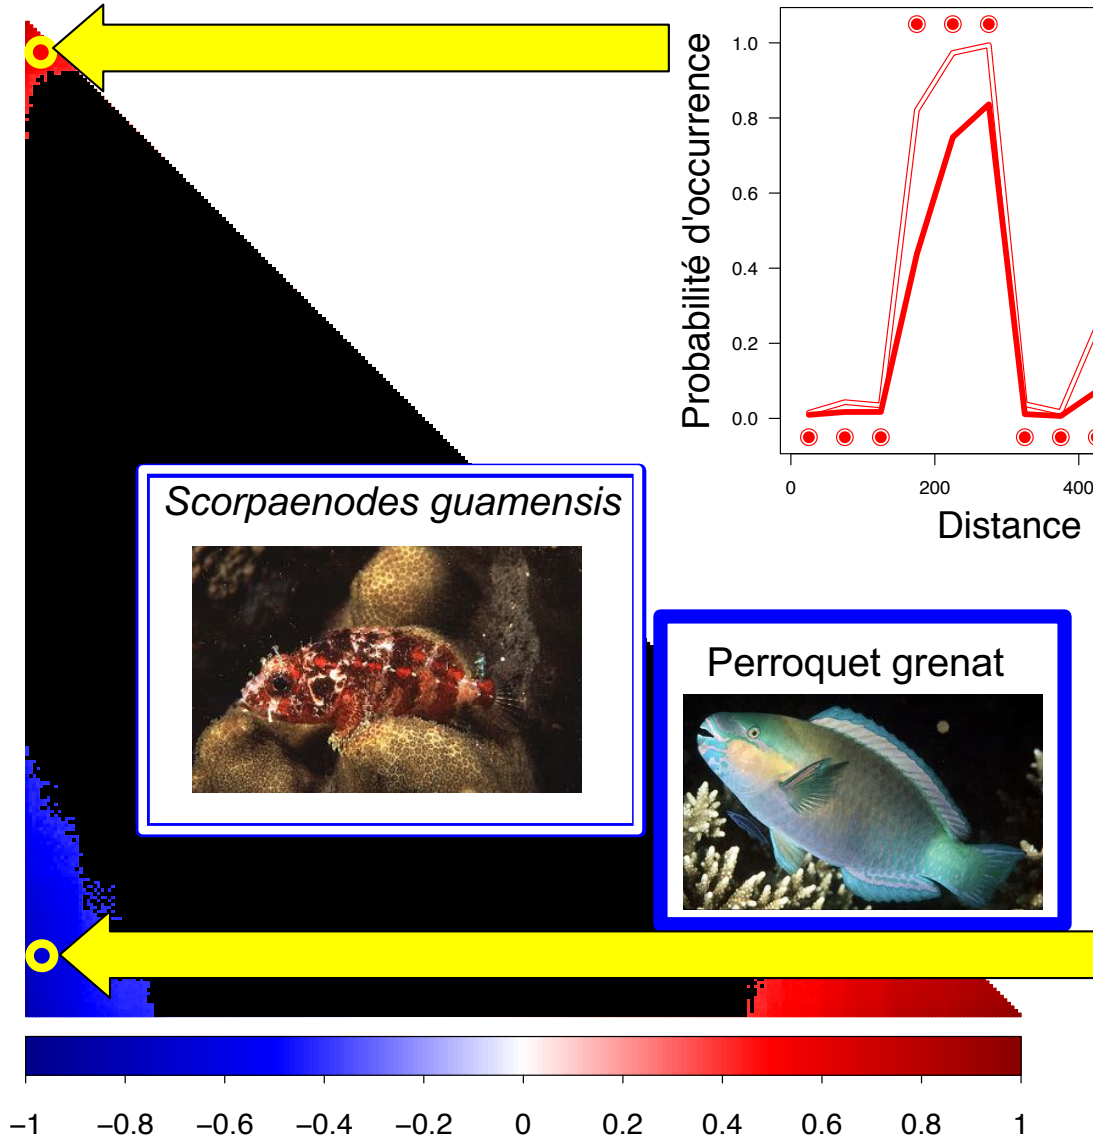 Probabilité d'occurrence
1.0
0.8
0.6
0.4
0.2
0.0
0 200 400
Distance
Scorpaenodes guamensis
Perroquet grenat
−1 −0.8 −0.6 −0.4 −0.2 0 0.2 0.4 0.6 0.8 1